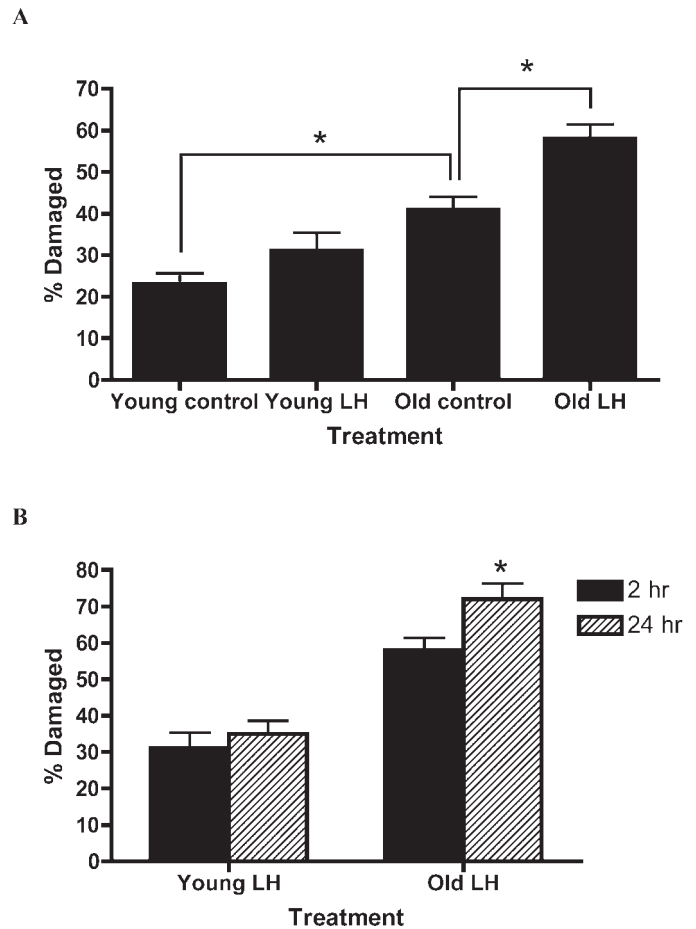 A
70
60
50
40
30
20
10
0
% Damaged
*
*
Young control Young LH Old control Old LH
Treatment
B
80
70
60
50
40
30
20
10
0
% Damaged
*
2 hr
24 hr
Young LH Old LH
Treatment